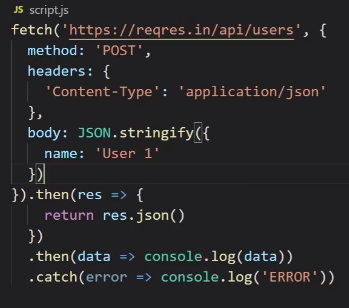 JS script.js
fetch('https://reqres.in/api/users', {
  method: 'POST',
  headers: {
    'Content-Type': 'application/json'
  },
  body: JSON.stringify({
    name: 'User 1'
  })
}).then(res => {
    return res.json()
  })
  .then(data => console.log(data))
  .catch(error => console.log('ERROR'))